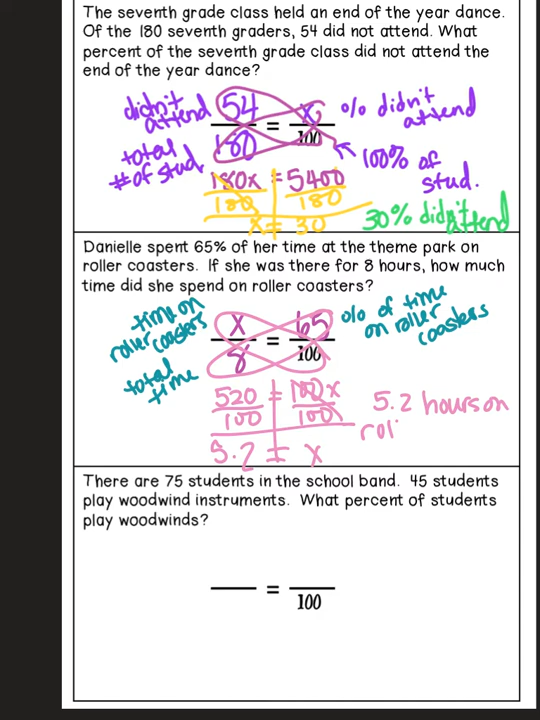 The seventh grade class held an end of the year dance.
Of the 180 seventh graders, 54 did not attend. What
percent of the seventh grade class did not attend the
end of the year dance?
didn't attend 54 = x % didn't attend
total # of stud. 180 100 100% of stud.
180x = 5400
180 180
x = 30 30% didn't attend
Danielle spent 65% of her time at the theme park on
roller coasters. If she was there for 8 hours, how much
time did she spend on roller coasters?
time on roller coasters x = 65 % of time on roller coasters
total time 8 100
520 = 100x
100 100
5.2 hours on
rol
5.2 = x
There are 75 students in the school band. 45 students
play woodwind instruments. What percent of students
play woodwinds?
=
100